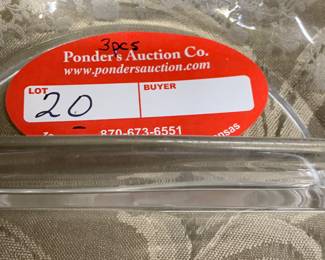 3pcs
Ponder's Auction Co.
www.pondersauction.com
LOT
BUYER
20
870-673-6551